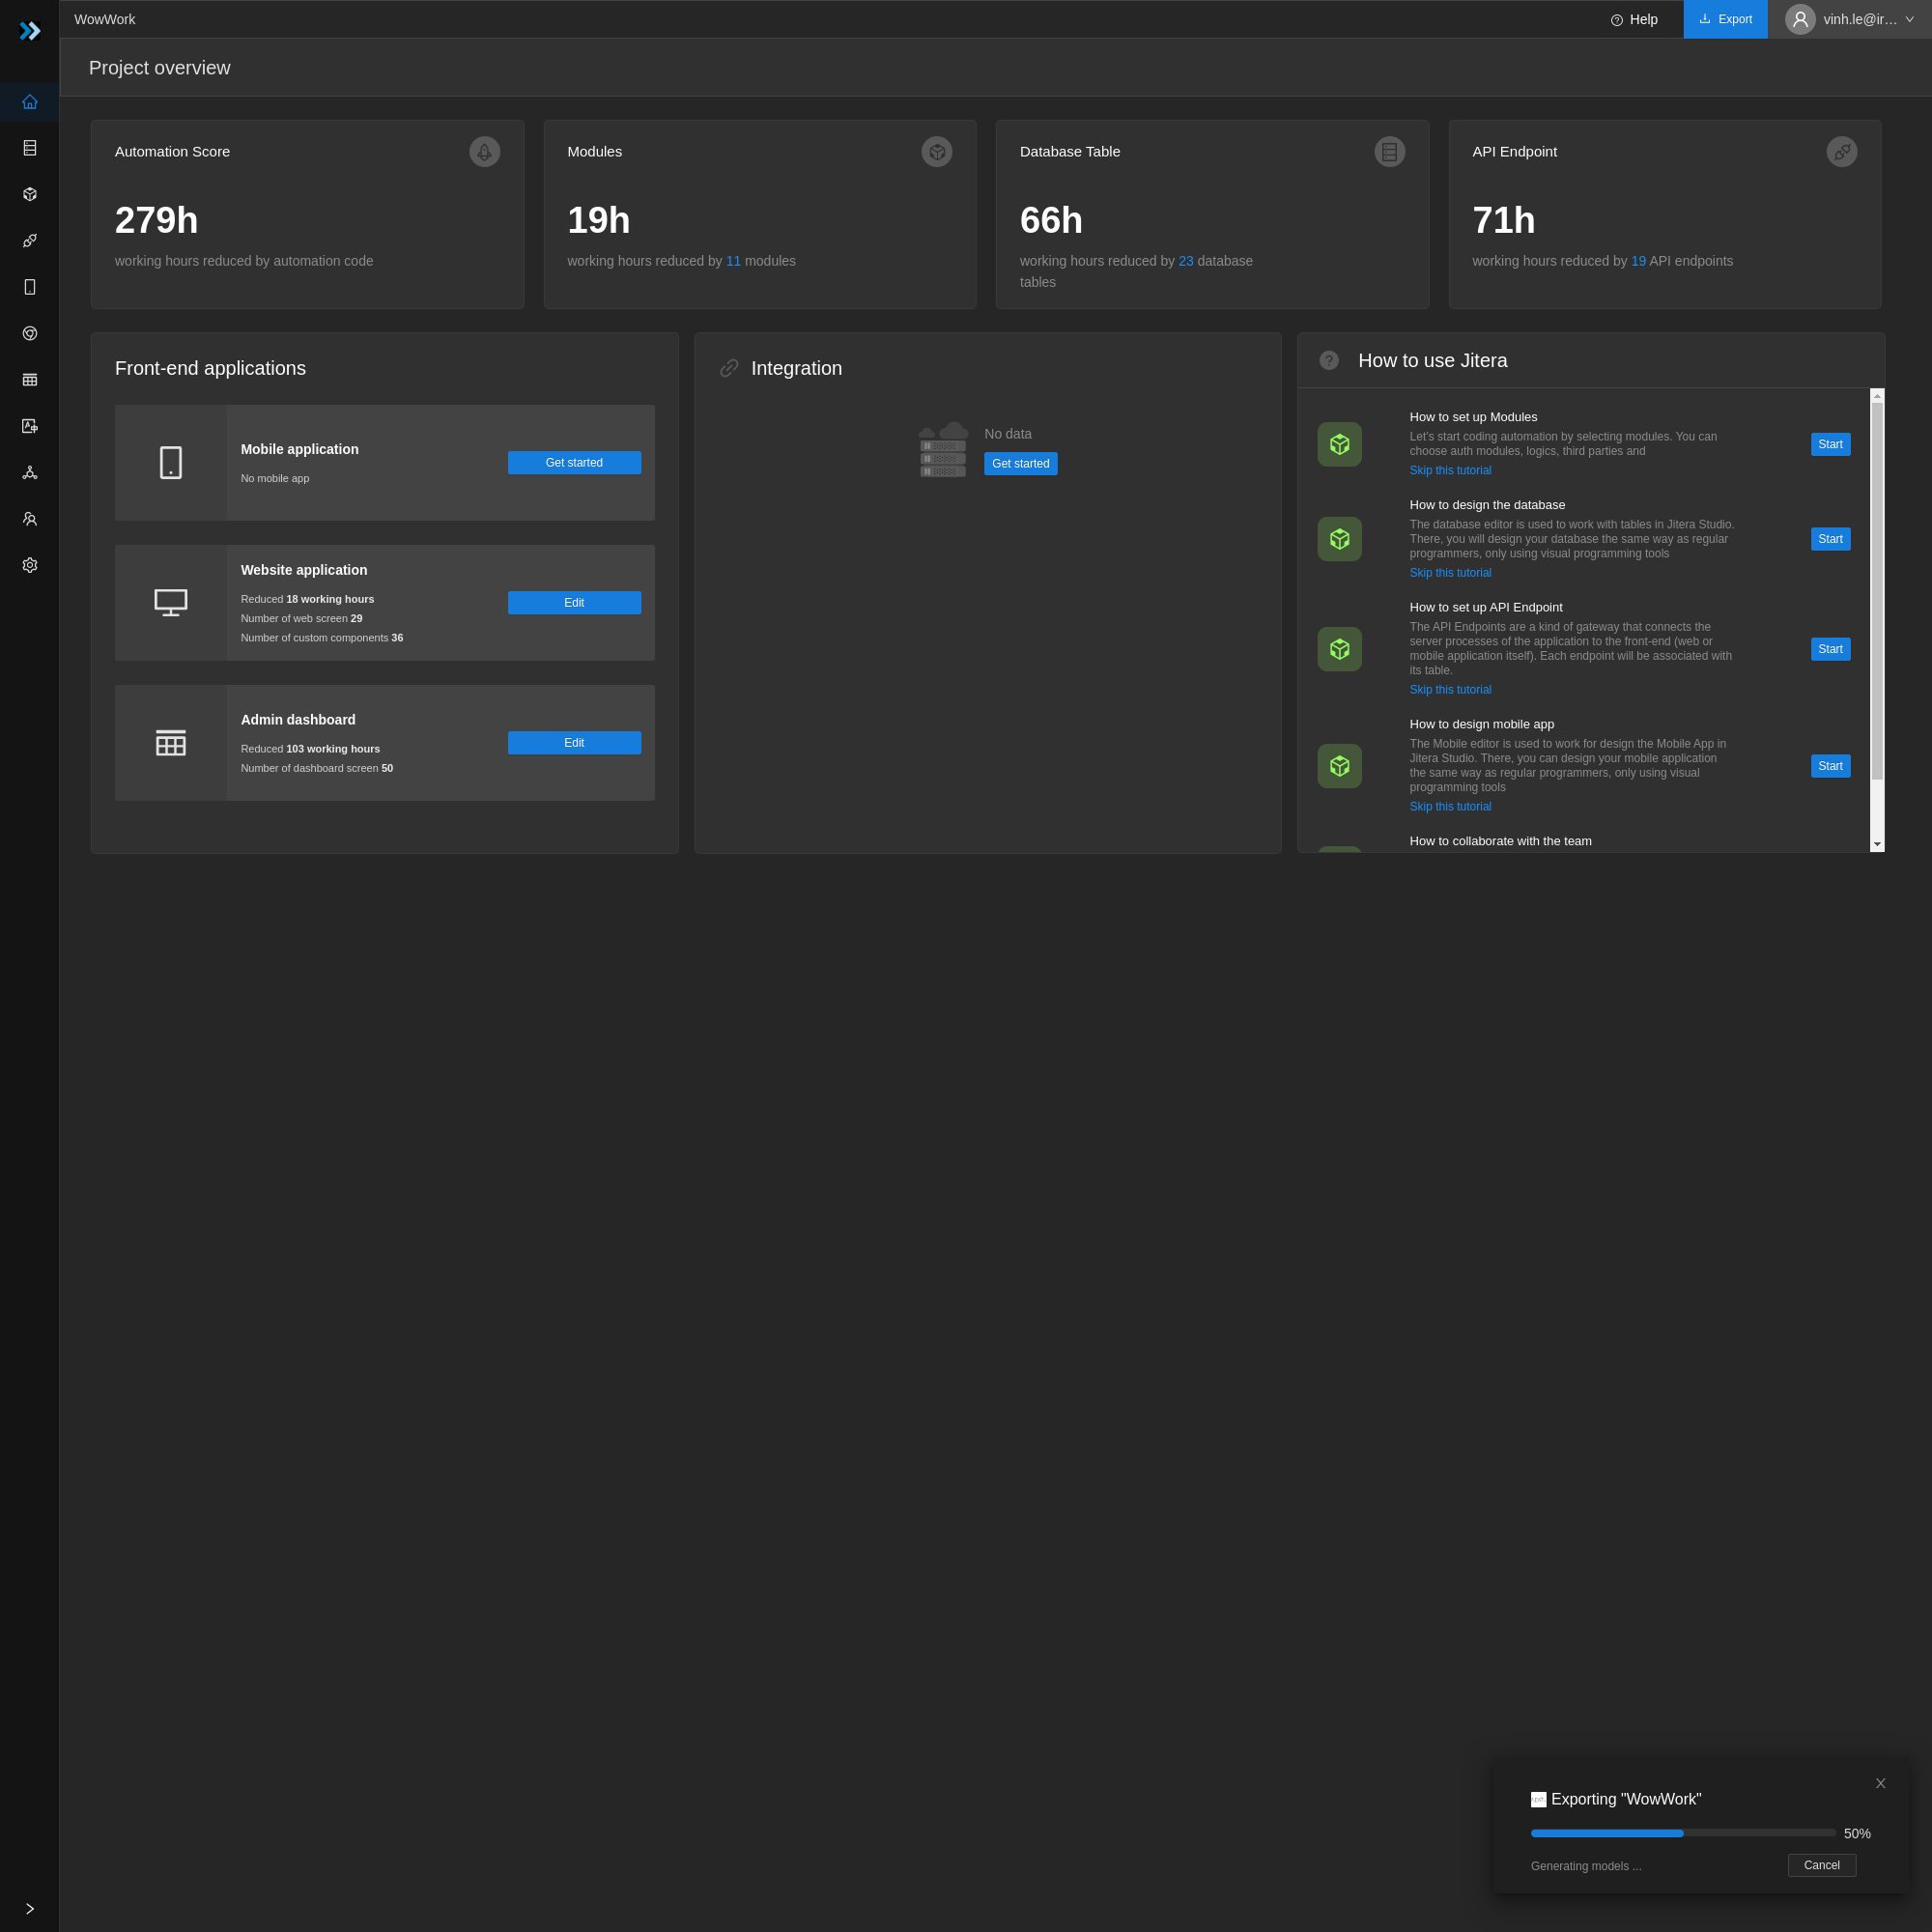 WowWork
Help
Export
vinh.le@ir…
Project overview
Automation Score
279h
working hours reduced by automation code
Modules
19h
working hours reduced by 11 modules
Database Table
66h
working hours reduced by 23 database
tables
API Endpoint
71h
working hours reduced by 19 API endpoints
Front-end applications
Mobile application
No mobile app
Get started
Website application
Reduced 18 working hours
Number of web screen 29
Number of custom components 36
Edit
Admin dashboard
Reduced 103 working hours
Number of dashboard screen 50
Edit
Integration
No data
Get started
How to use Jitera
How to set up Modules
Let's start coding automation by selecting modules. You can
choose auth modules, logics, third parties and
Skip this tutorial
Start
How to design the database
The database editor is used to work with tables in Jitera Studio.
There, you will design your database the same way as regular
programmers, only using visual programming tools
Skip this tutorial
Start
How to set up API Endpoint
The API Endpoints are a kind of gateway that connects the
server processes of the application to the front-end (web or
mobile application itself). Each endpoint will be associated with
its table.
Skip this tutorial
Start
How to design mobile app
The Mobile editor is used to work for design the Mobile App in
Jitera Studio. There, you can design your mobile application
the same way as regular programmers, only using visual
programming tools
Skip this tutorial
Start
How to collaborate with the team
Exporting "WowWork"
50%
Generating models ...
Cancel